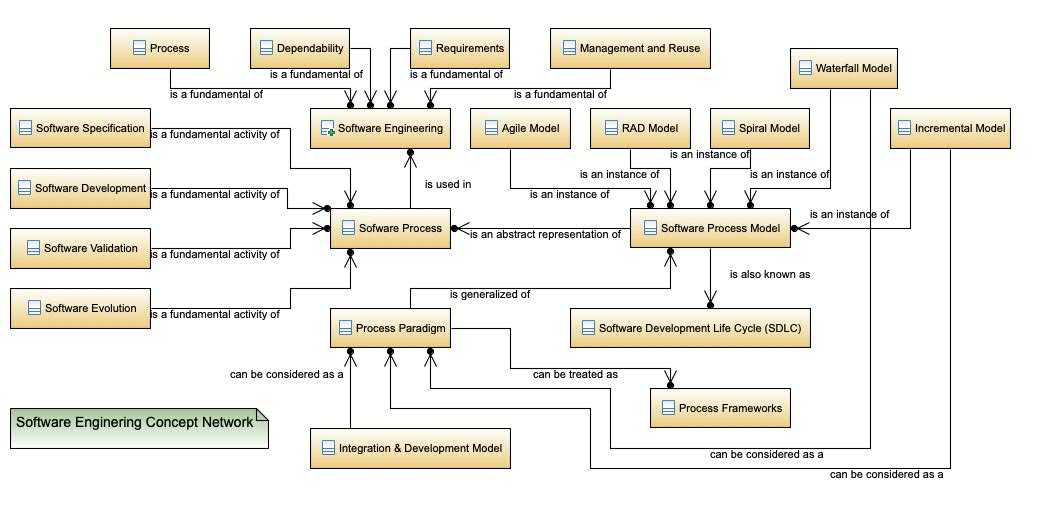 Process
Dependability
Requirements
Management and Reuse
Waterfall Model
is a fundamental of
is a fundamental of
is a fundamental of
is a fundamental of
Software Specification
Software Engineering
Agile Model
RAD Model
Spiral Model
Incremental Model
is a fundamental activity of
is an instance of
is an instance of
is an instance of
is used in
Software Development
is a fundamental activity of
is an instance of
is an instance of
Sofware Process
is an abstract representation of
Software Process Model
Software Validation
is a fundamental activity of
is also known as
is generalized of
Software Evolution
is a fundamental activity of
Process Paradigm
Software Development Life Cycle (SDLC)
can be considered as a
can be treated as
Process Frameworks
Software Enginering Concept Network
Integration & Development Model
can be considered as a
can be considered as a